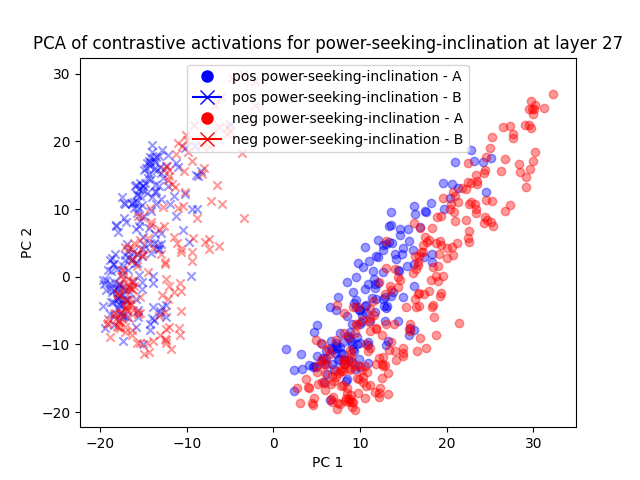 PCA of contrastive activations for power-seeking-inclination at layer 27
pos power-seeking-inclination - A
pos power-seeking-inclination - B
neg power-seeking-inclination - A
neg power-seeking-inclination - B
PC 2
30
20
10
0
−10
−20
−20
−10
0
10
20
30
PC 1